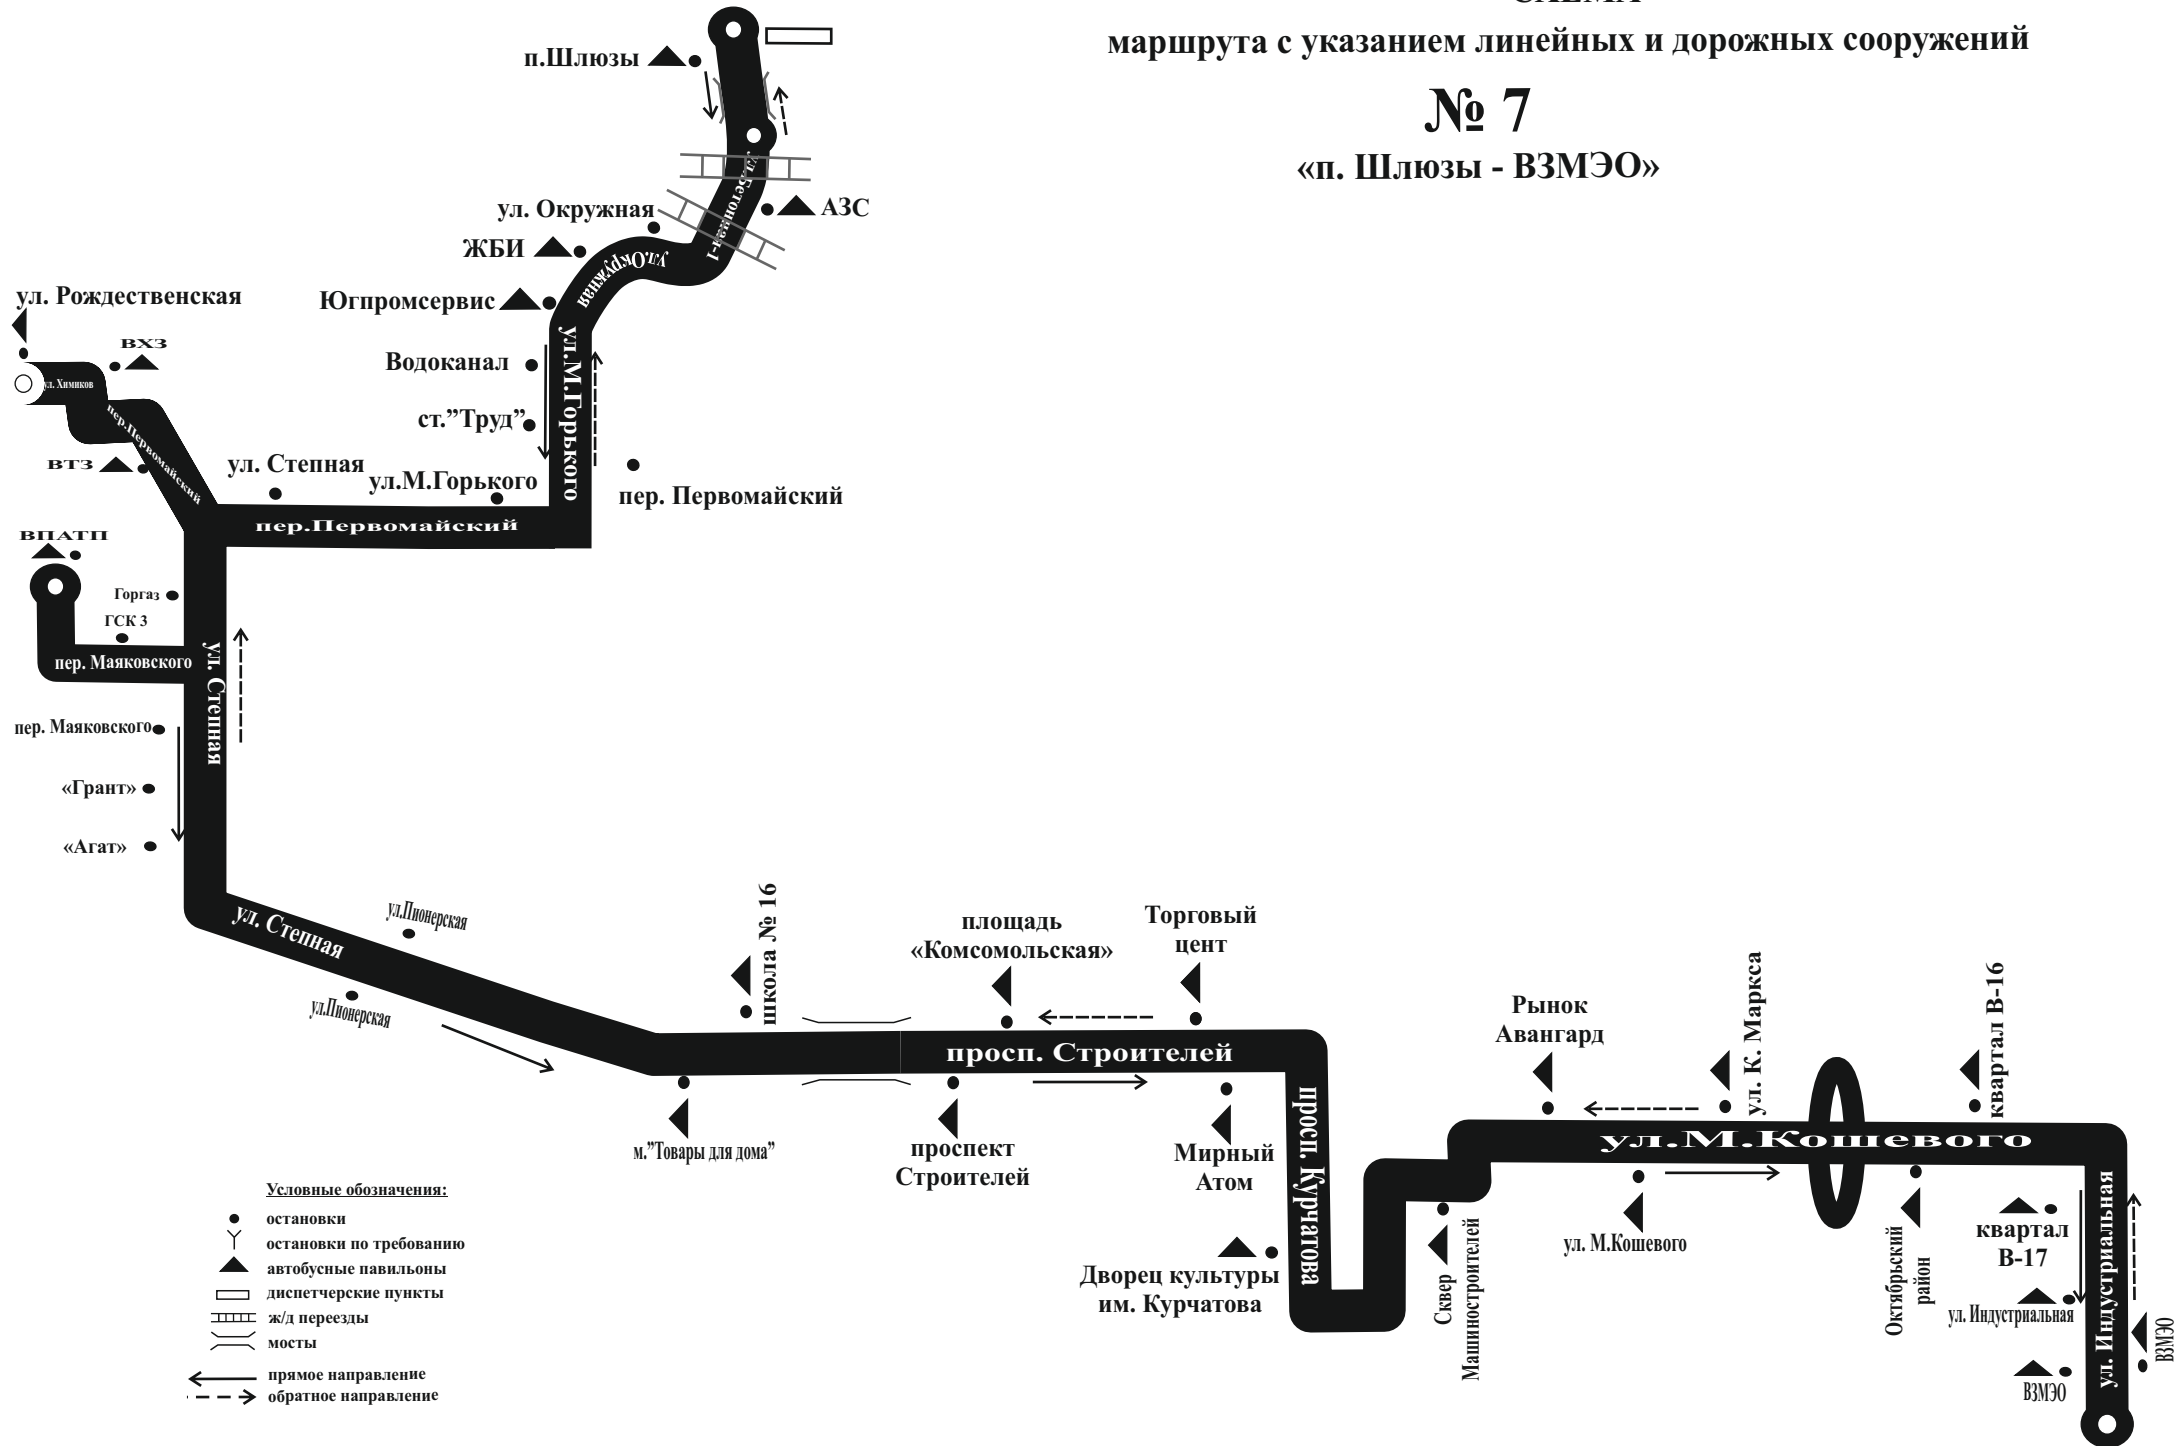 СХЕМА
маршрута с указанием линейных и дорожных сооружений
№ 7
«п. Шлюзы - ВЗМЭО»
п.Шлюзы
ул.Бетонная-1
АЗС
ул. Окружная
ЖБИ
ул.Окружная
Югпромсервис
ул. Рождественская
ВХЗ
ул. Химиков
Водоканал
ул.М.Горького
ст.”Труд”
пер.Первомайский
ВТЗ
ул. Степная
ул.М.Горького
пер. Первомайский
пер.Первомайский
ВПАТП
Горгаз
ГСК 3
пер. Маяковского
ул. Степная
пер. Маяковского
«Грант»
«Агат»
ул. Степная
ул.Пионерская
ул.Пионерская
школа № 16
площадь
«Комсомольская»
Торговый
цент
просп. Строителей
м.”Товары для дома”
проспект
Строителей
Мирный
Атом
просп. Курчатова
Дворец культуры
им. Курчатова
Рынок
Авангард
ул. К. Маркса
квартал В-16
ул.М.Кошевого
Сквер
Машиностроителей
ул. М.Кошевого
Октябрьский
район
квартал
В-17
ул. Индустриальная
ул. Индустриальная
ВЗМЭО
ВЗМЭО
Условные обозначения:
остановки
остановки по требованию
автобусные павильоны
диспетчерские пункты
ж/д переезды
мосты
прямое направление
обратное направление